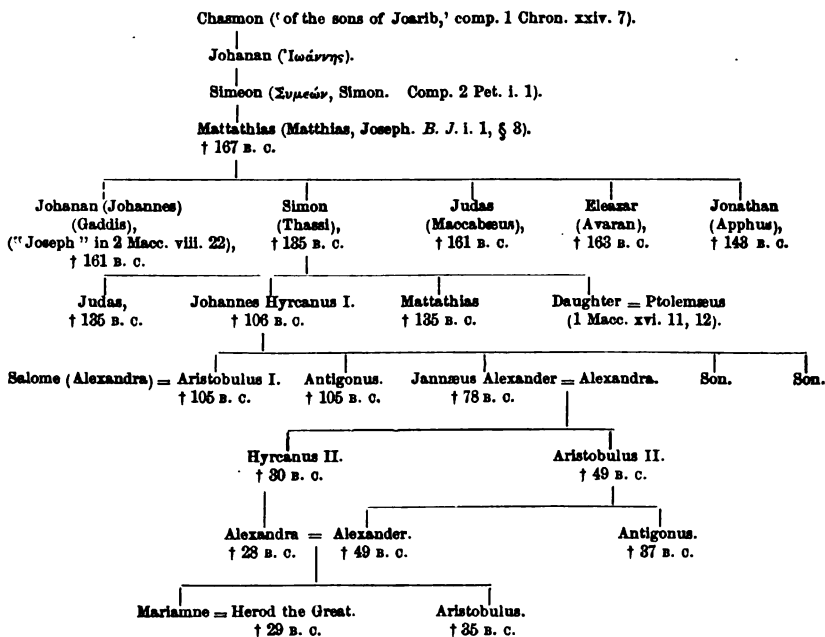 Chasmon (‘ of the sons of Joarib,’ comp. 1 Chron. xxiv. 7).
Johanan (Ἰωάννης).
Simeon (Συμεών, Simon. Comp. 2 Pet. i. 1).
Mattathias (Matthias, Joseph. B. J. i. 1, § 3).
† 167 B. C.
Johanan (Johannes) Simon Judas Eleazar Jonathan
(Gaddis), (Thassi) (Maccabæus), (Avaran), (Apphus),
(“Joseph ” in 2 Macc. viii. 22), † 135 B. C. † 161 B. C. † 163 B. C. † 143 B. C.
† 161 B. C.
Judas, Johannes Hyrcanus I. Mattathias Daughter = Ptolemæus
† 135 B. C. † 106 B. C. † 135 B. C. (1 Macc. xvi. 11, 12).
Salome (Alexandra) = Aristobulus I. Antigonus. Jannæus Alexander = Alexandra. Son. Son.
† 105 B. C. † 105 B. C. † 78 B. C.
Hyrcanus II. Aristobulus II.
† 30 B. C. † 49 B. C.
Alexandra = Alexander. Antigonus.
† 28 B. C. † 49 B. C. † 37 B. C.
Mariamne = Herod the Great. Aristobulus.
† 29 B. C. † 35 B. C.